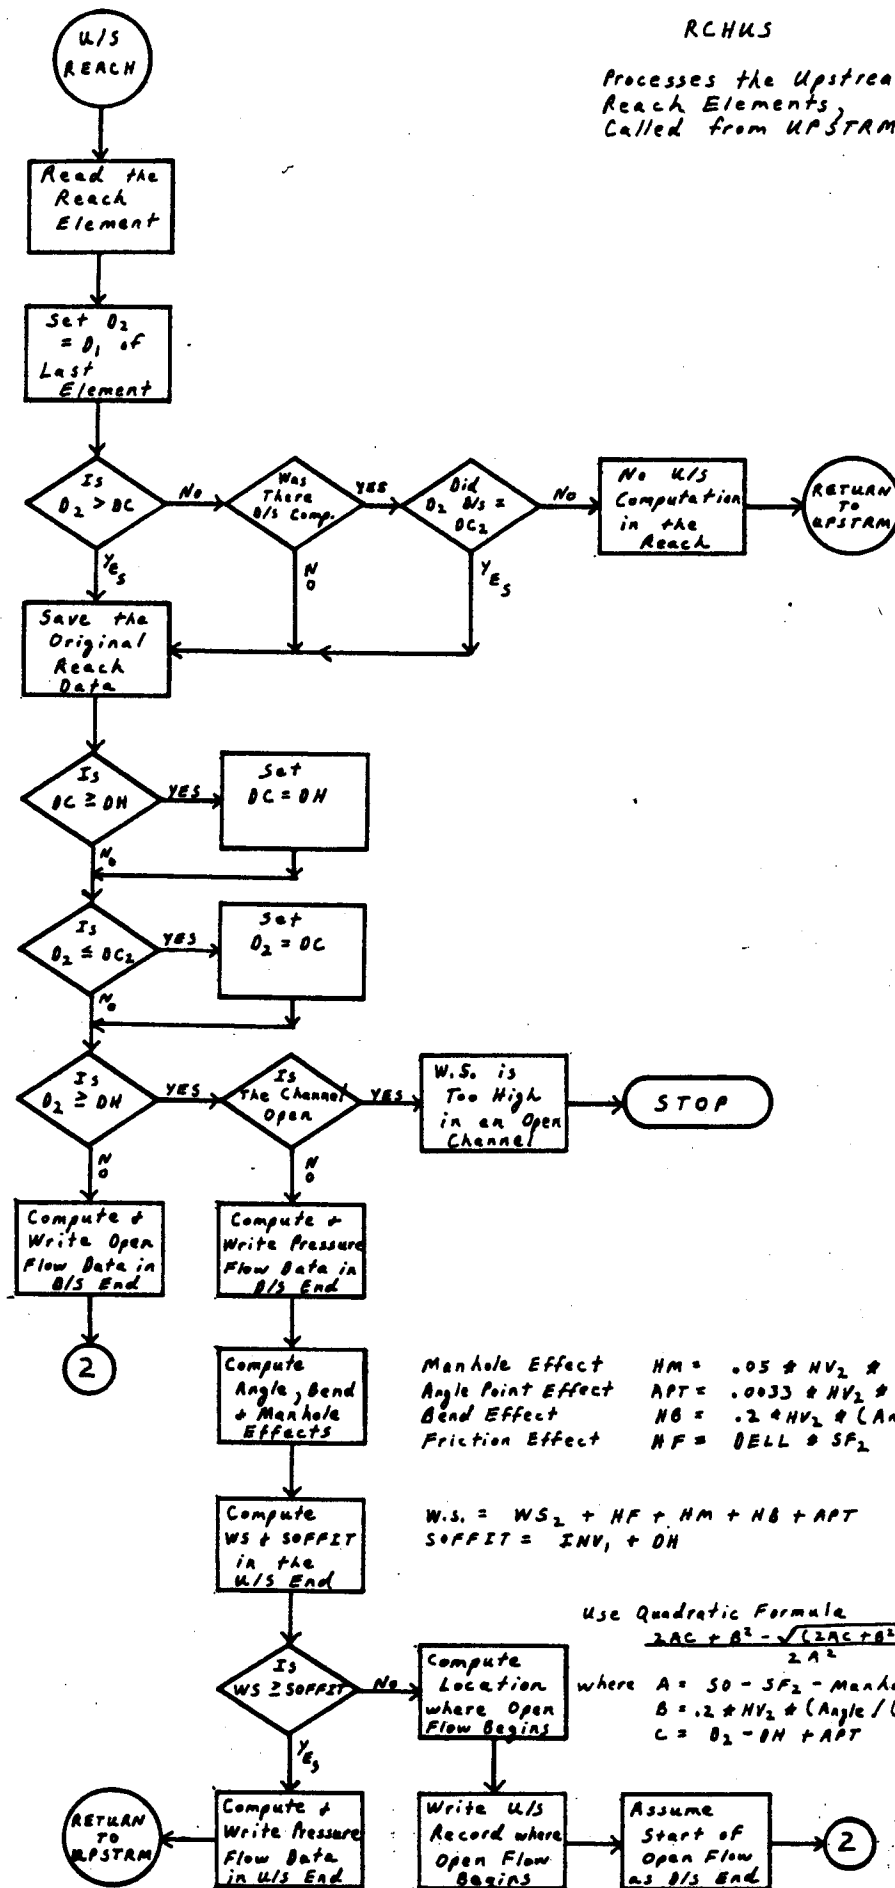 RCHUS
Processes the Upstrea
Reach Elements,
Called from UPSTRM
U/S
REACH
Read the
Reach
Element
Set D2
= D1 of
Last
Element
Is
D2 > DC
NO
Was
There
D/S Comp.
YES
Did
D2 D/S =
DC2
NO
No U/S
Computation
in the
Reach
RETURN
TO
UPSTRM
YES
NO
YES
Save the
Original
Reach
Data
Is
DC ≥ DH
YES
Set
DC = DH
No
Is
D2 ≤ DC2
YES
Set
D2 = DC
No
Is
D2 ≥ DH
YES
Is
The Channel
Open
YES
W.S. is
Too High
in an Open
Channel
STOP
NO
NO
Compute +
Write Open
Flow Data in
D/S End
Compute +
Write Pressure
Flow Data in
D/S End
2
Compute
Angle, Bend
+ Manhole
Effects
Manhole Effect HM = .05 * HV2 *
Angle Point Effect APT = .0033 * HV2 *
Bend Effect HB = .2 * HV2 * (An
Friction Effect HF = DELL * SF2
Compute
WS + SOFFIT
in the
U/S End
W.S. = WS2 + HF + HM + HB + APT
SOFFIT = INV1 + DH
Use Quadratic Formula
2AC + B² - √(2AC + B²
2A²
where A = SO - SF2 - Manho
B = .2 * HV2 * (Angle/
C = D2 - DH + APT
Is
WS ≥ SOFFIT
No
Compute
Location
where Open
Flow Begins
YES
RETURN
TO
UPSTRM
Compute +
Write Pressure
Flow Data
in U/S End
Write U/S
Record where
Open Flow
Begins
Assume
Start of
Open Flow
as D/S End
2